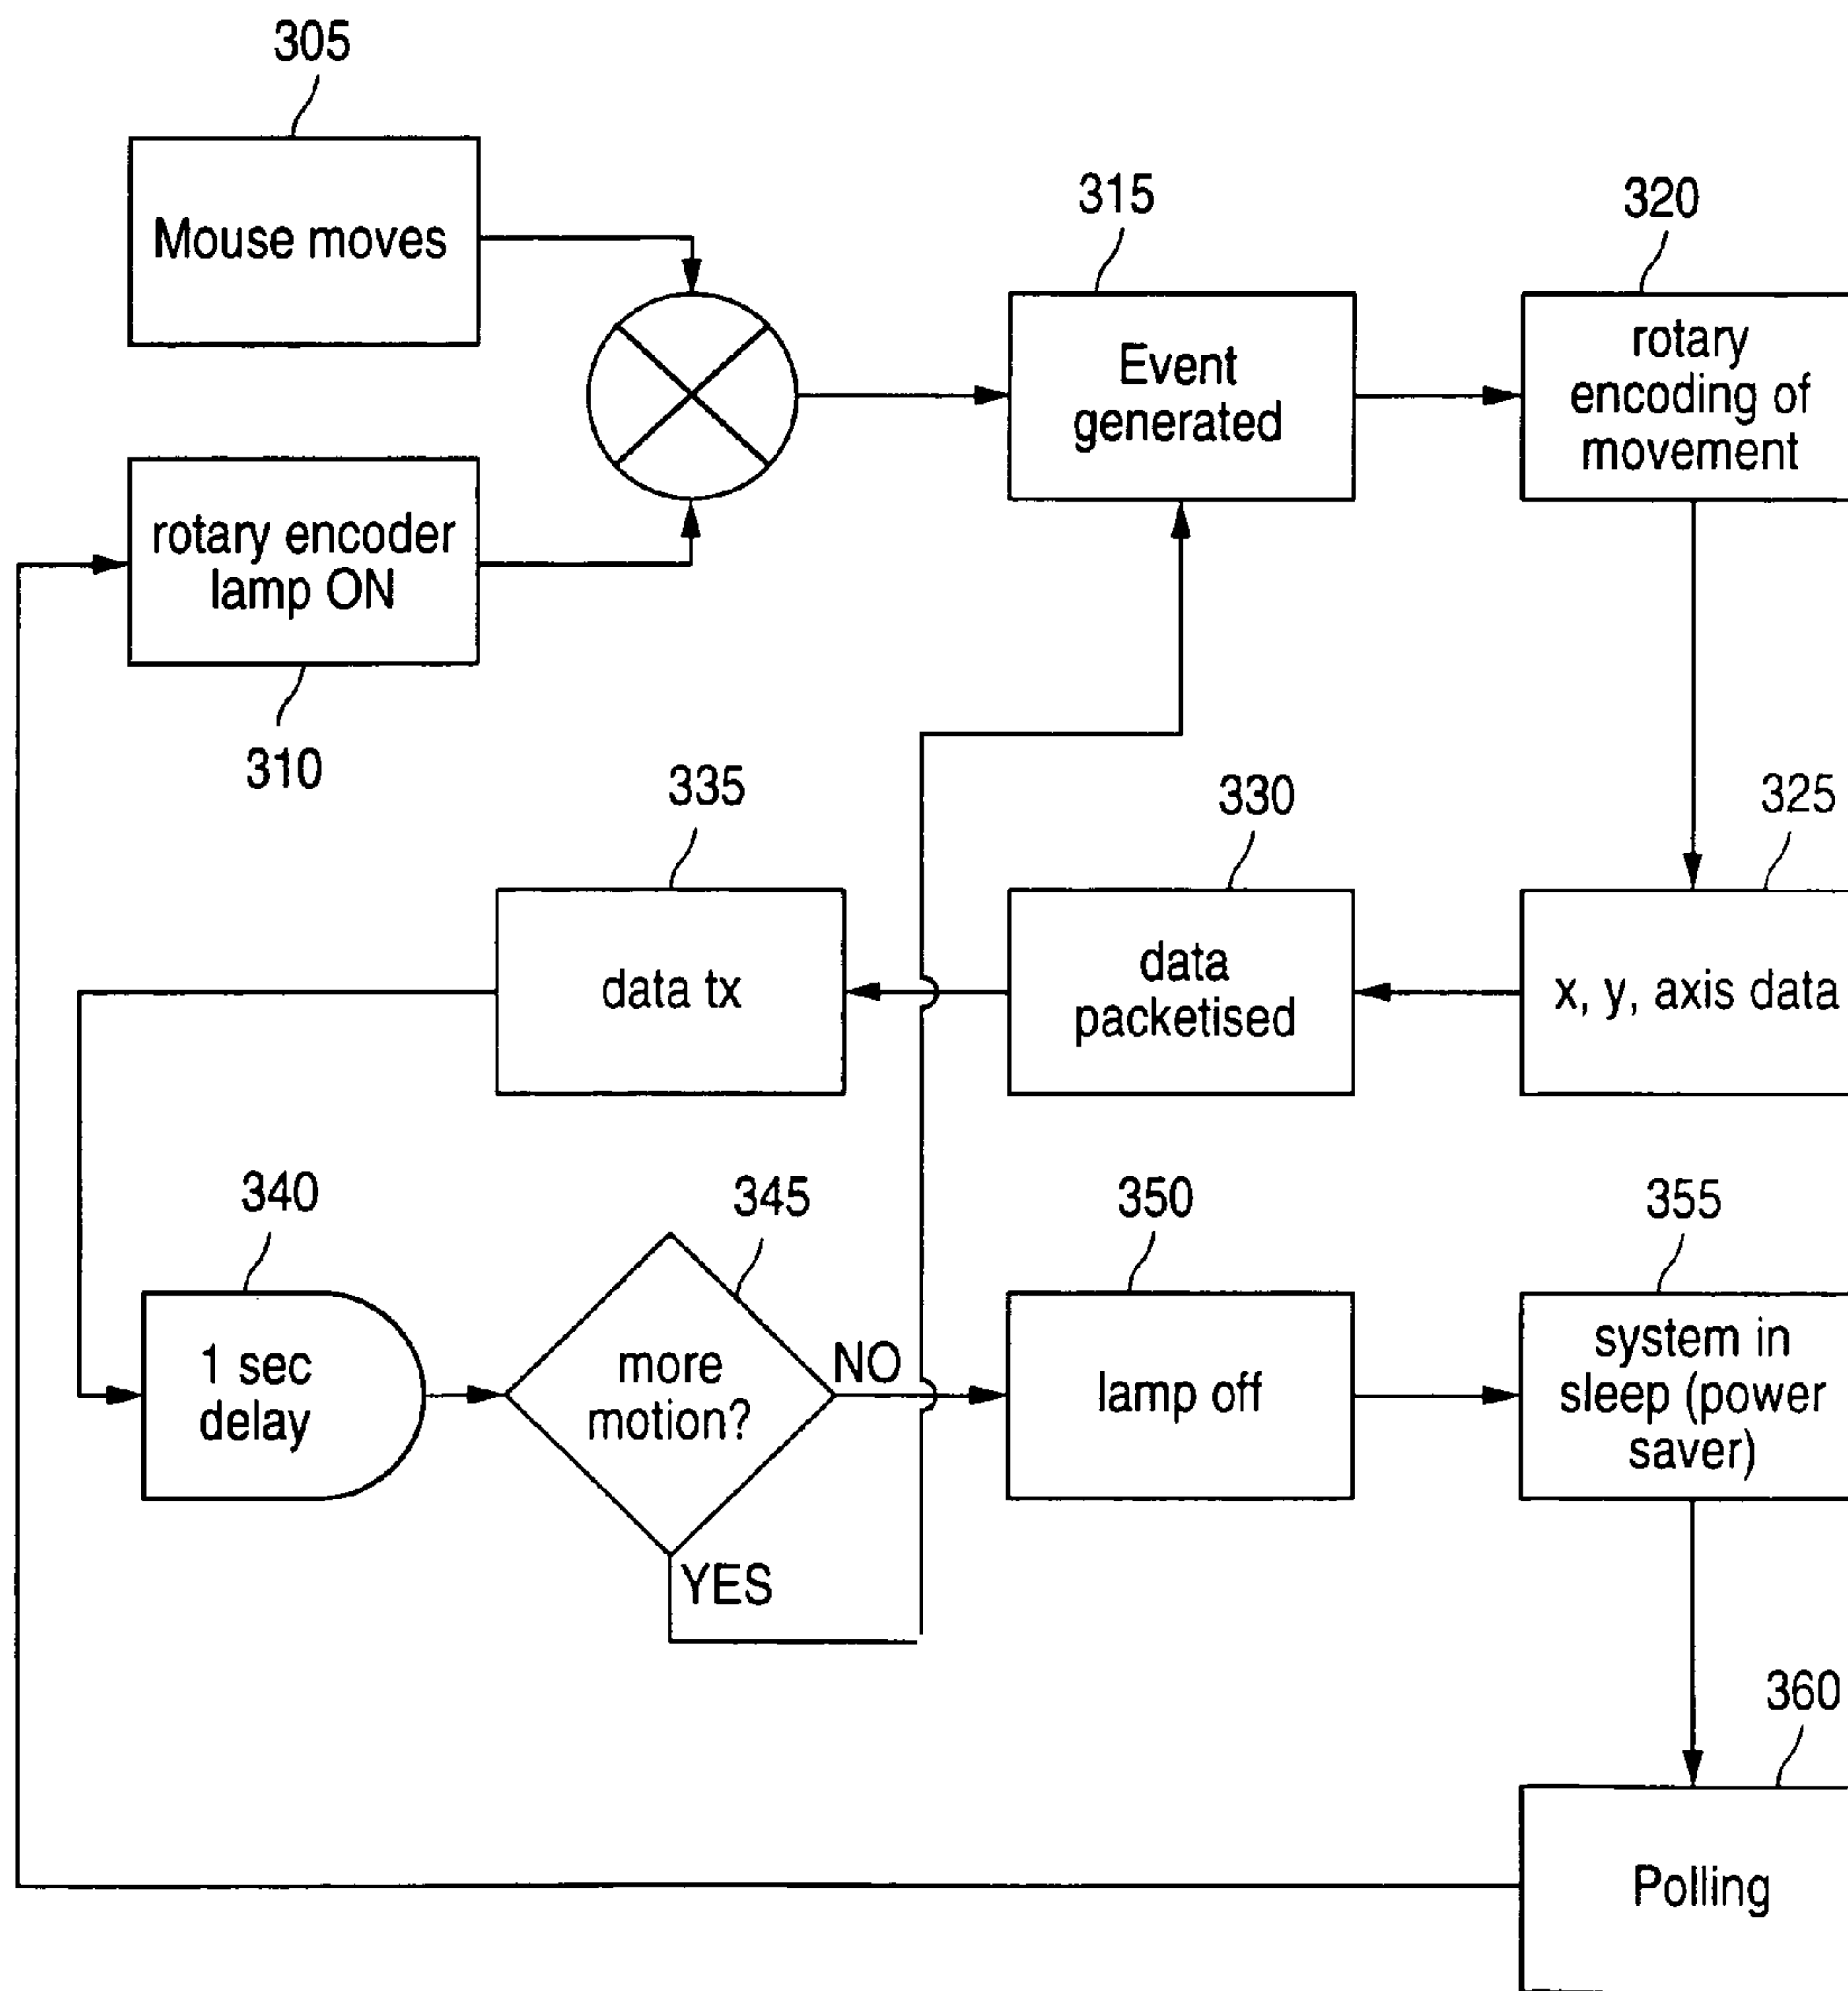 305
Mouse moves
315
Event
generated
320
rotary
encoding of
movement
rotary encoder
lamp ON
310
335
data tx
330
data
packetised
325
x, y, axis data
340
1 sec
delay
345
more
motion?
NO
YES
350
lamp off
355
system in
sleep (power
saver)
360
Polling